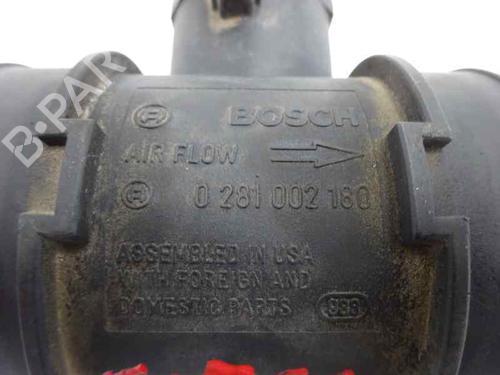 B-PARTS
BOSCH
AIR FLOW
0 281 002 180
ASSEMBLED IN USA
WITH FOREIGN AND
DOMESTIC PARTS